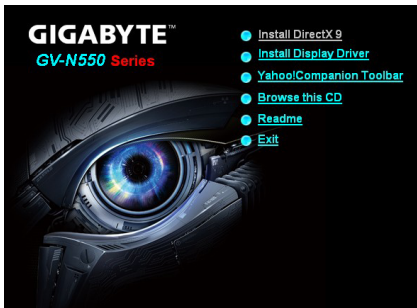 GIGABYTE™
GV-N550 Series
Install DirectX 9
Install Display Driver
Yahoo!Companion Toolbar
Browse this CD
Readme
Exit